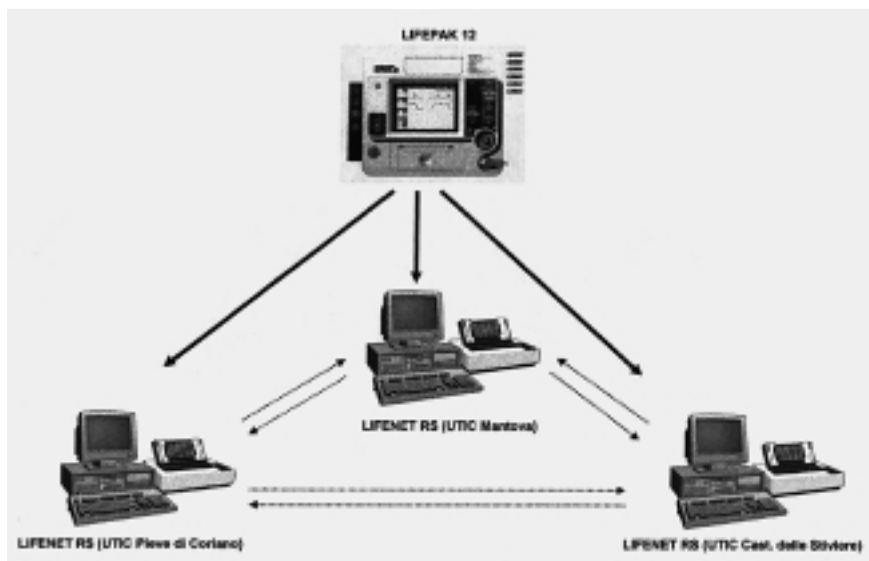 LIFEPAK 12
LIFENET RS (UTIC Mantova)
LIFENET RS (UTIC Pieve di Coriano)
LIFENET RS (UTIC Cast. delle Stiviere)